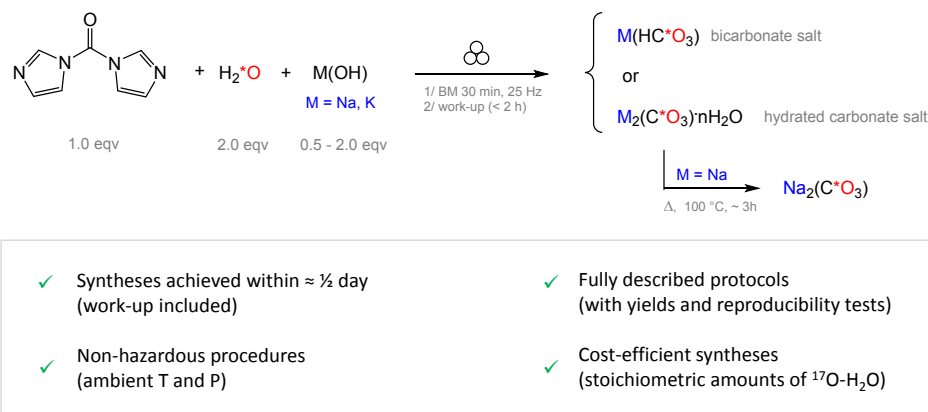 O
N N N N
+ H₂*O + M(OH)
M = Na, K
1.0 eqv 2.0 eqv 0.5 - 2.0 eqv
1/ BM 30 min, 25 Hz
2/ work-up (< 2 h)
M(HC*O₃) bicarbonate salt
or
M₂(C*O₃)·nH₂O hydrated carbonate salt
M = Na
Δ, 100 °C, ~ 3h
Na₂(C*O₃)
✓ Syntheses achieved within ≈ ½ day
(work-up included)
✓ Non-hazardous procedures
(ambient T and P)
✓ Fully described protocols
(with yields and reproducibility tests)
✓ Cost-efficient syntheses
(stoichiometric amounts of ¹⁷O-H₂O)